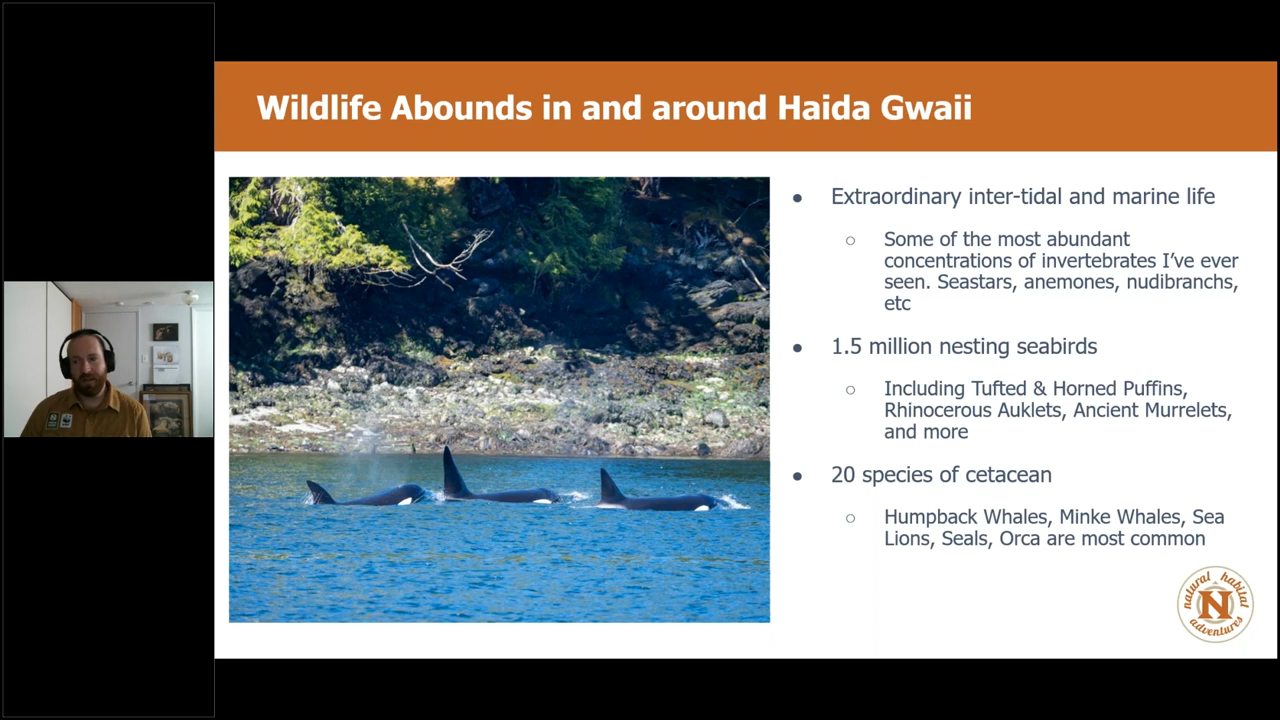 Wildlife Abounds in and around Haida Gwaii
● Extraordinary inter-tidal and marine life
○ Some of the most abundant
concentrations of invertebrates I've ever
seen. Seastars, anemones, nudibranchs,
etc
● 1.5 million nesting seabirds
○ Including Tufted & Horned Puffins,
Rhinocerous Auklets, Ancient Murrelets,
and more
● 20 species of cetacean
○ Humpback Whales, Minke Whales, Sea
Lions, Seals, Orca are most common
natural habitat
N
adventures